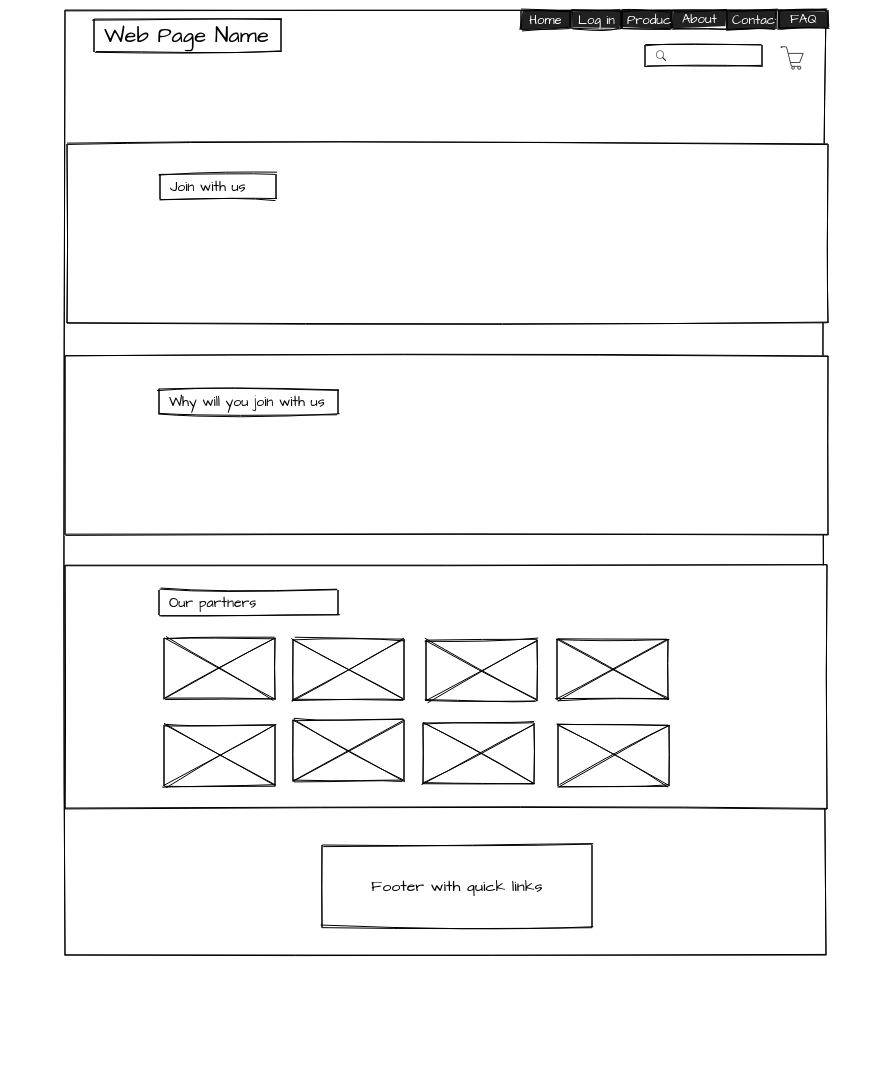 Home Log in Produc About Contac FAQ
Web Page Name
Join with us
Why will you join with us
Our partners
Footer with quick links